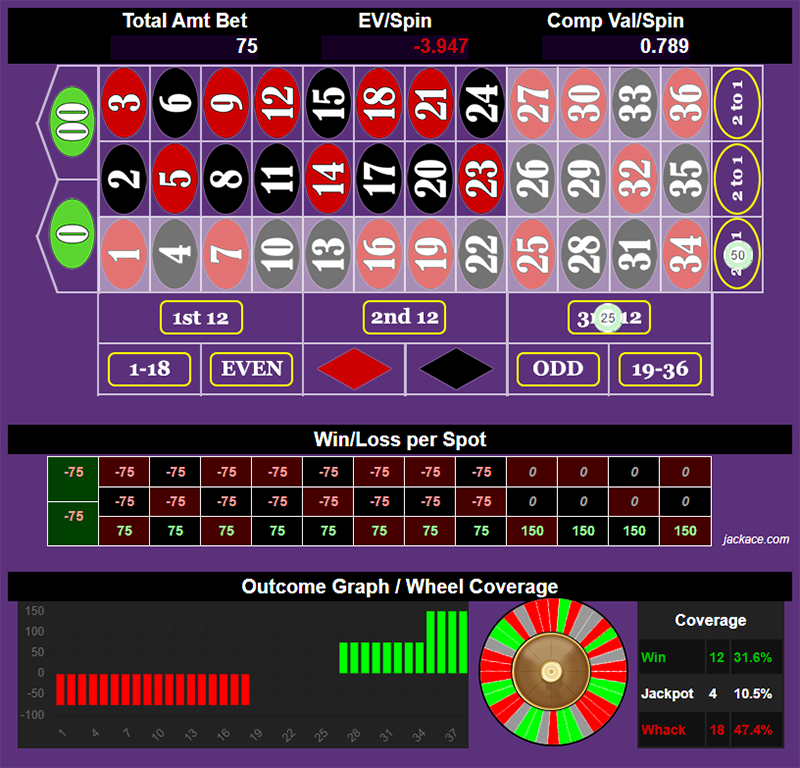 Total Amt Bet EV/Spin Comp Val/Spin
75 -3.947 0.789
00 3 6 9 12 15 18 21 24 27 30 33 36 2 to 1
2 5 8 11 14 17 20 23 26 29 32 35 2 to 1
0 1 4 7 10 13 16 19 22 25 28 31 34 50
1st 12 2nd 12 25 12
1-18 EVEN ODD 19-36
Win/Loss per Spot
-75 -75 -75 -75 -75 -75 -75 -75 -75 0 0 0 0
-75 -75 -75 -75 -75 -75 -75 -75 0 0 0 0
-75 75 75 75 75 75 75 75 75 150 150 150 150
jackace.com
Outcome Graph / Wheel Coverage
150
100
50
0
-50
-100
1 4 7 10 13 16 19 22 25 28 31 34 37
Coverage
Win 12 31.6%
Jackpot 4 10.5%
Whack 18 47.4%